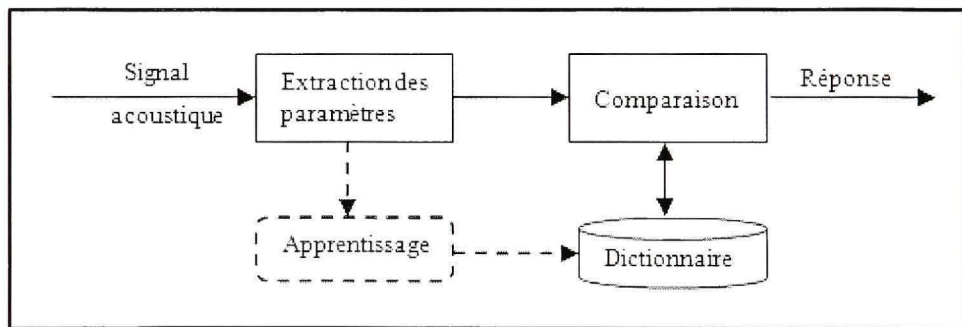 Signal
acoustique
Extraction des
paramètres
Comparaison
Réponse
Apprentissage
Dictionnaire